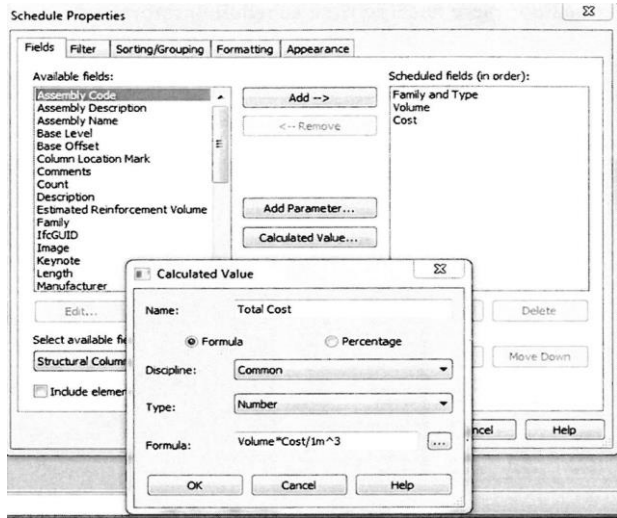 Schedule Properties
Fields Filter Sorting/Grouping Formatting Appearance
Available fields:
Assembly Code
Assembly Description
Assembly Name
Base Level
Base Offset
Column Location Mark
Comments
Count
Description
Estimated Reinforcement Volume
Family
IfcGUID
Image
Keynote
Length
Manufacturer
Add -->
<-- Remove
Add Parameter...
Calculated Value...
Scheduled fields (in order):
Family and Type
Volume
Cost
Edit...
Delete
Select available fie
Structural Colum
Move Down
Include elemen
ncel
Help
Calculated Value
Name: Total Cost
Formula Percentage
Discipline: Common
Type: Number
Formula: Volume*Cost/1m^3 ...
OK Cancel Help